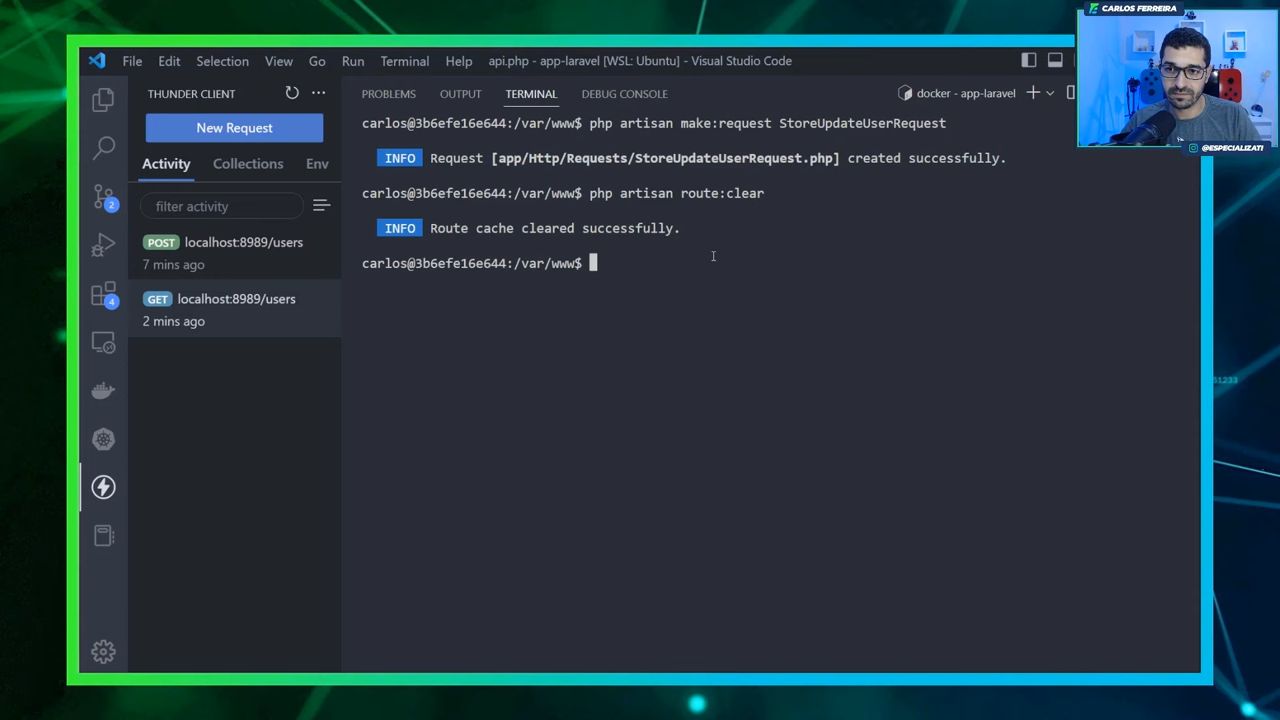 CARLOS FERREIRA
File Edit Selection View Go Run Terminal Help api.php - app-laravel [WSL: Ubuntu] - Visual Studio Code
THUNDER CLIENT
PROBLEMS OUTPUT TERMINAL DEBUG CONSOLE docker - app-laravel
New Request
Activity Collections Env
filter activity
POST localhost:8989/users
7 mins ago
GET localhost:8989/users
2 mins ago
2
4
carlos@3b6efe16e644:/var/www$ php artisan make:request StoreUpdateUserRequest
INFO Request [app/Http/Requests/StoreUpdateUserRequest.php] created successfully.
carlos@3b6efe16e644:/var/www$ php artisan route:clear
INFO Route cache cleared successfully.
carlos@3b6efe16e644:/var/www$
@ESPECIALIZATI